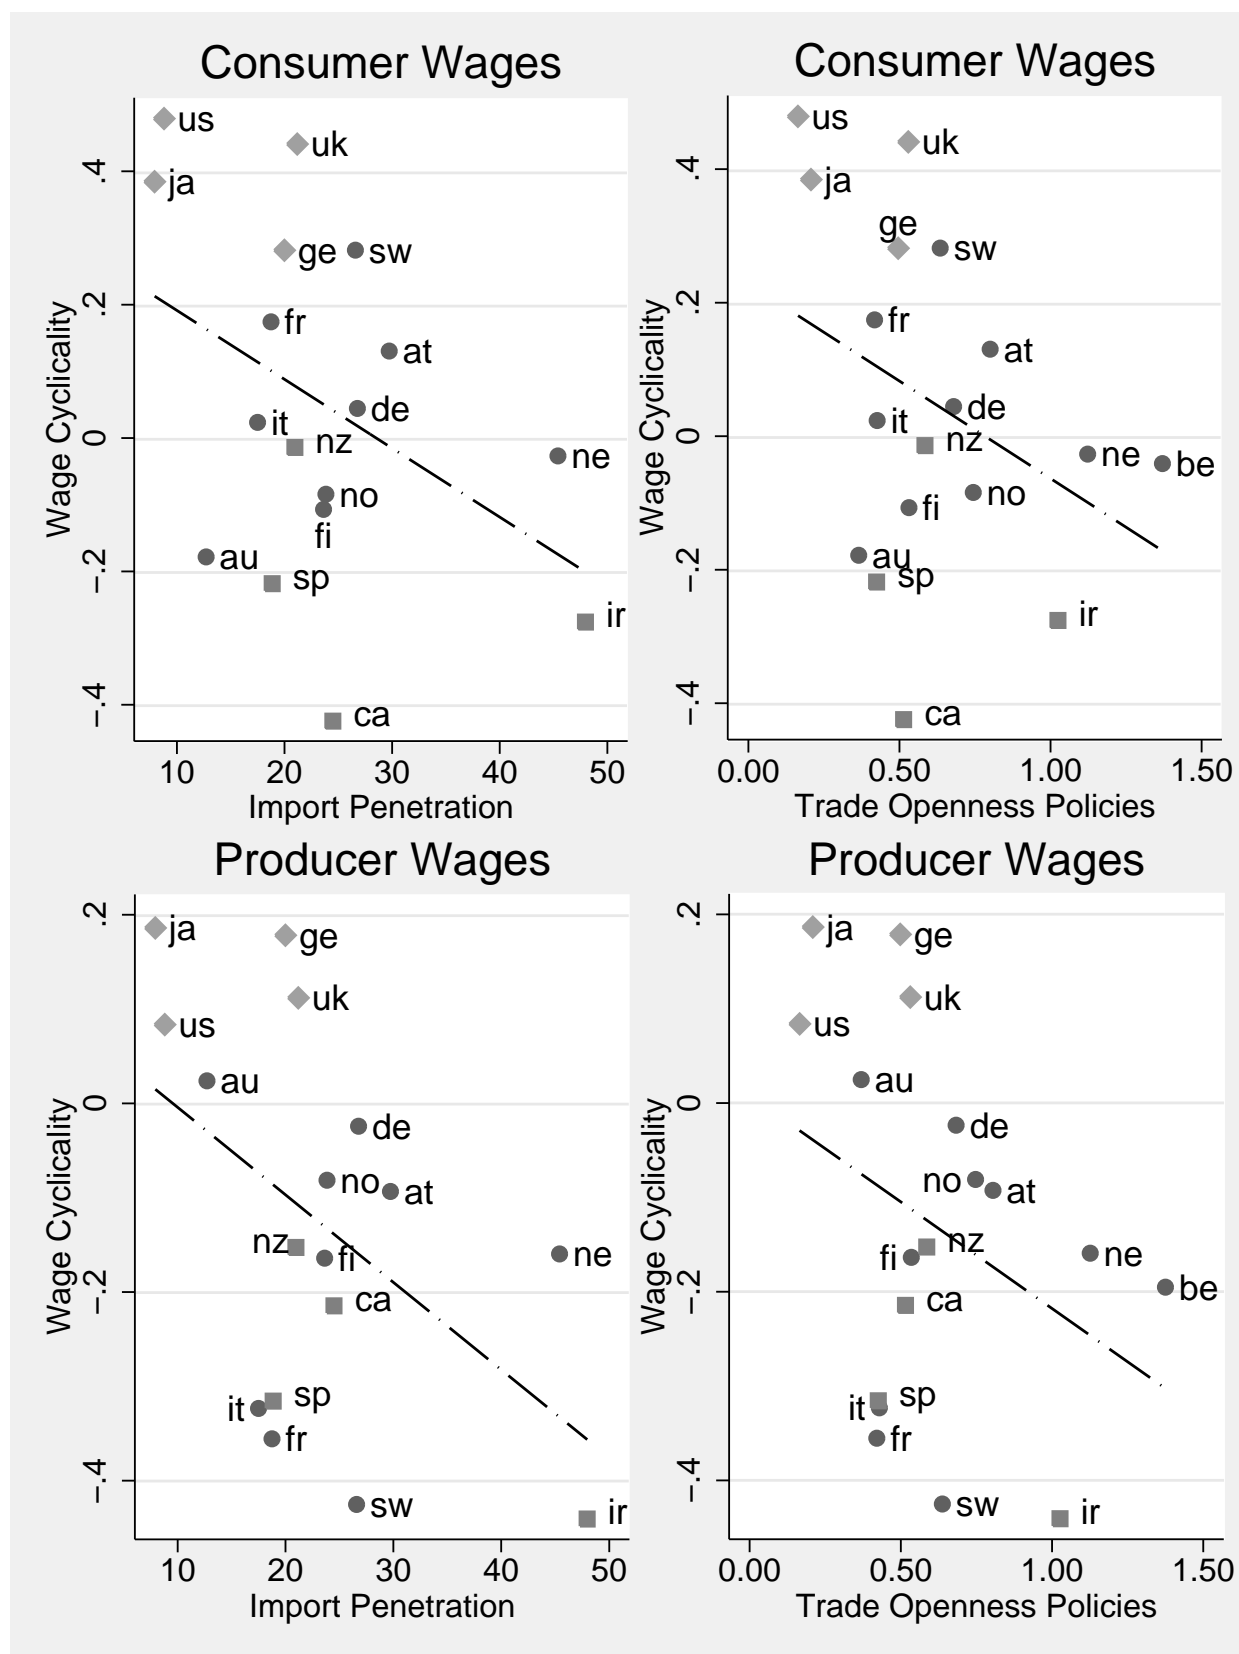 Consumer Wages
us
uk
ja
ge
sw
fr
at
de
it
nz
ne
no
fi
au
sp
ir
ca
.4
.2
0
−.2
−.4
Wage Cyclicality
10 20 30 40 50
Import Penetration
Consumer Wages
us
uk
ja
ge
sw
fr
at
de
it
nz
ne
be
no
fi
au
sp
ir
ca
.4
.2
0
−.2
−.4
Wage Cyclicality
0.00 0.50 1.00 1.50
Trade Openness Policies
Producer Wages
ja
ge
uk
us
au
de
no
at
nz
fi
ne
ca
sp
it
fr
sw
ir
.2
0
−.2
−.4
Wage Cyclicality
10 20 30 40 50
Import Penetration
Producer Wages
ja
ge
uk
us
au
de
no
at
nz
fi
ne
be
ca
sp
it
fr
sw
ir
.2
0
−.2
−.4
Wage Cyclicality
0.00 0.50 1.00 1.50
Trade Openness Policies